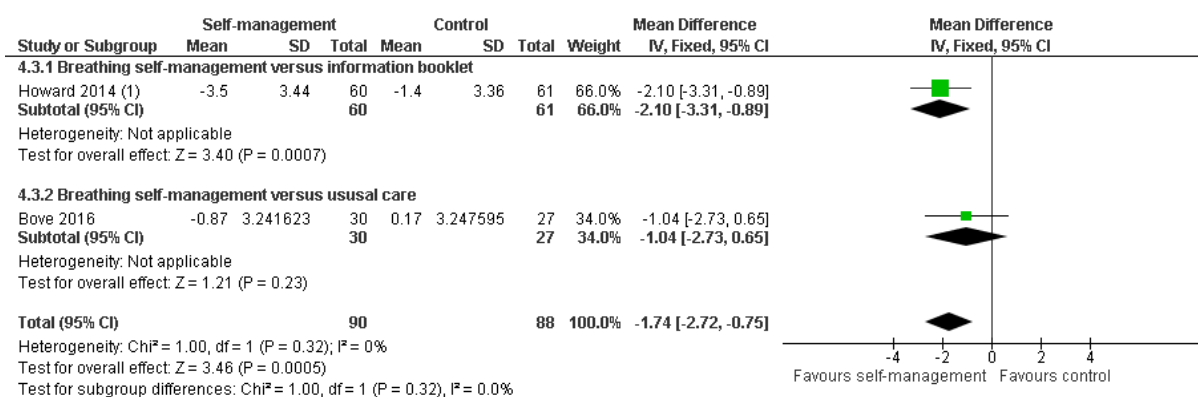 Self-management Control Mean Difference Mean Difference
Study or Subgroup Mean SD Total Mean SD Total Weight IV, Fixed, 95% CI IV, Fixed, 95% CI
4.3.1 Breathing self-management versus information booklet
Howard 2014 (1) -3.5 3.44 60 -1.4 3.36 61 66.0% -2.10 [-3.31, -0.89]
Subtotal (95% CI) 60 61 66.0% -2.10 [-3.31, -0.89]
Heterogeneity: Not applicable
Test for overall effect: Z = 3.40 (P = 0.0007)
4.3.2 Breathing self-management versus ususal care
Bove 2016 -0.87 3.241623 30 0.17 3.247595 27 34.0% -1.04 [-2.73, 0.65]
Subtotal (95% CI) 30 27 34.0% -1.04 [-2.73, 0.65]
Heterogeneity: Not applicable
Test for overall effect: Z = 1.21 (P = 0.23)
Total (95% CI) 90 88 100.0% -1.74 [-2.72, -0.75]
Heterogeneity: Chi² = 1.00, df = 1 (P = 0.32); I² = 0%
Test for overall effect: Z = 3.46 (P = 0.0005)
Test for subgroup differences: Chi² = 1.00, df = 1 (P = 0.32), I² = 0.0%
-4 -2 0 2 4
Favours self-management Favours control